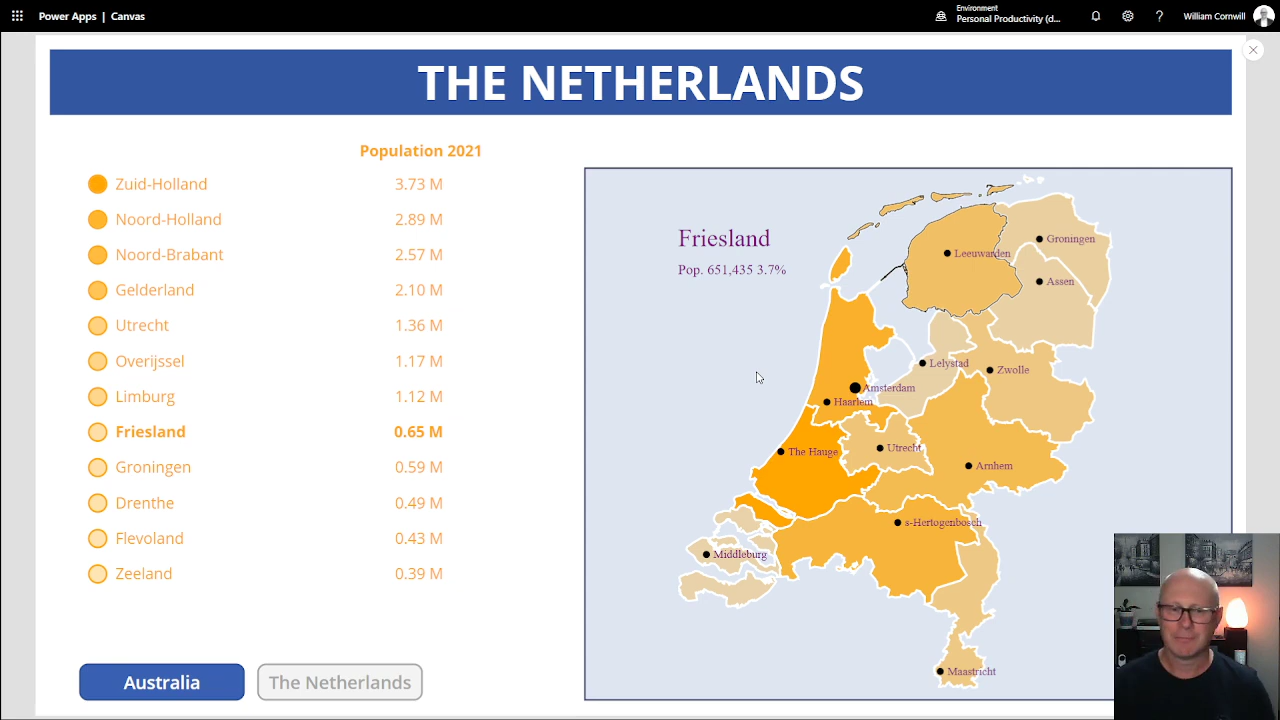 Power Apps | Canvas
Environment
Personal Productivity (d...
William Cornwill
THE NETHERLANDS
Population 2021
Zuid-Holland 3.73 M
Noord-Holland 2.89 M
Noord-Brabant 2.57 M
Gelderland 2.10 M
Utrecht 1.36 M
Overijssel 1.17 M
Limburg 1.12 M
Friesland 0.65 M
Groningen 0.59 M
Drenthe 0.49 M
Flevoland 0.43 M
Zeeland 0.39 M
Australia
The Netherlands
Friesland
Pop. 651,435 3.7%
Groningen
Leeuwarden
Assen
Lelystad
Zwolle
Amsterdam
Haarlem
Utrecht
The Hauge
Arnhem
s-Hertogenbosch
Middleburg
Maastricht